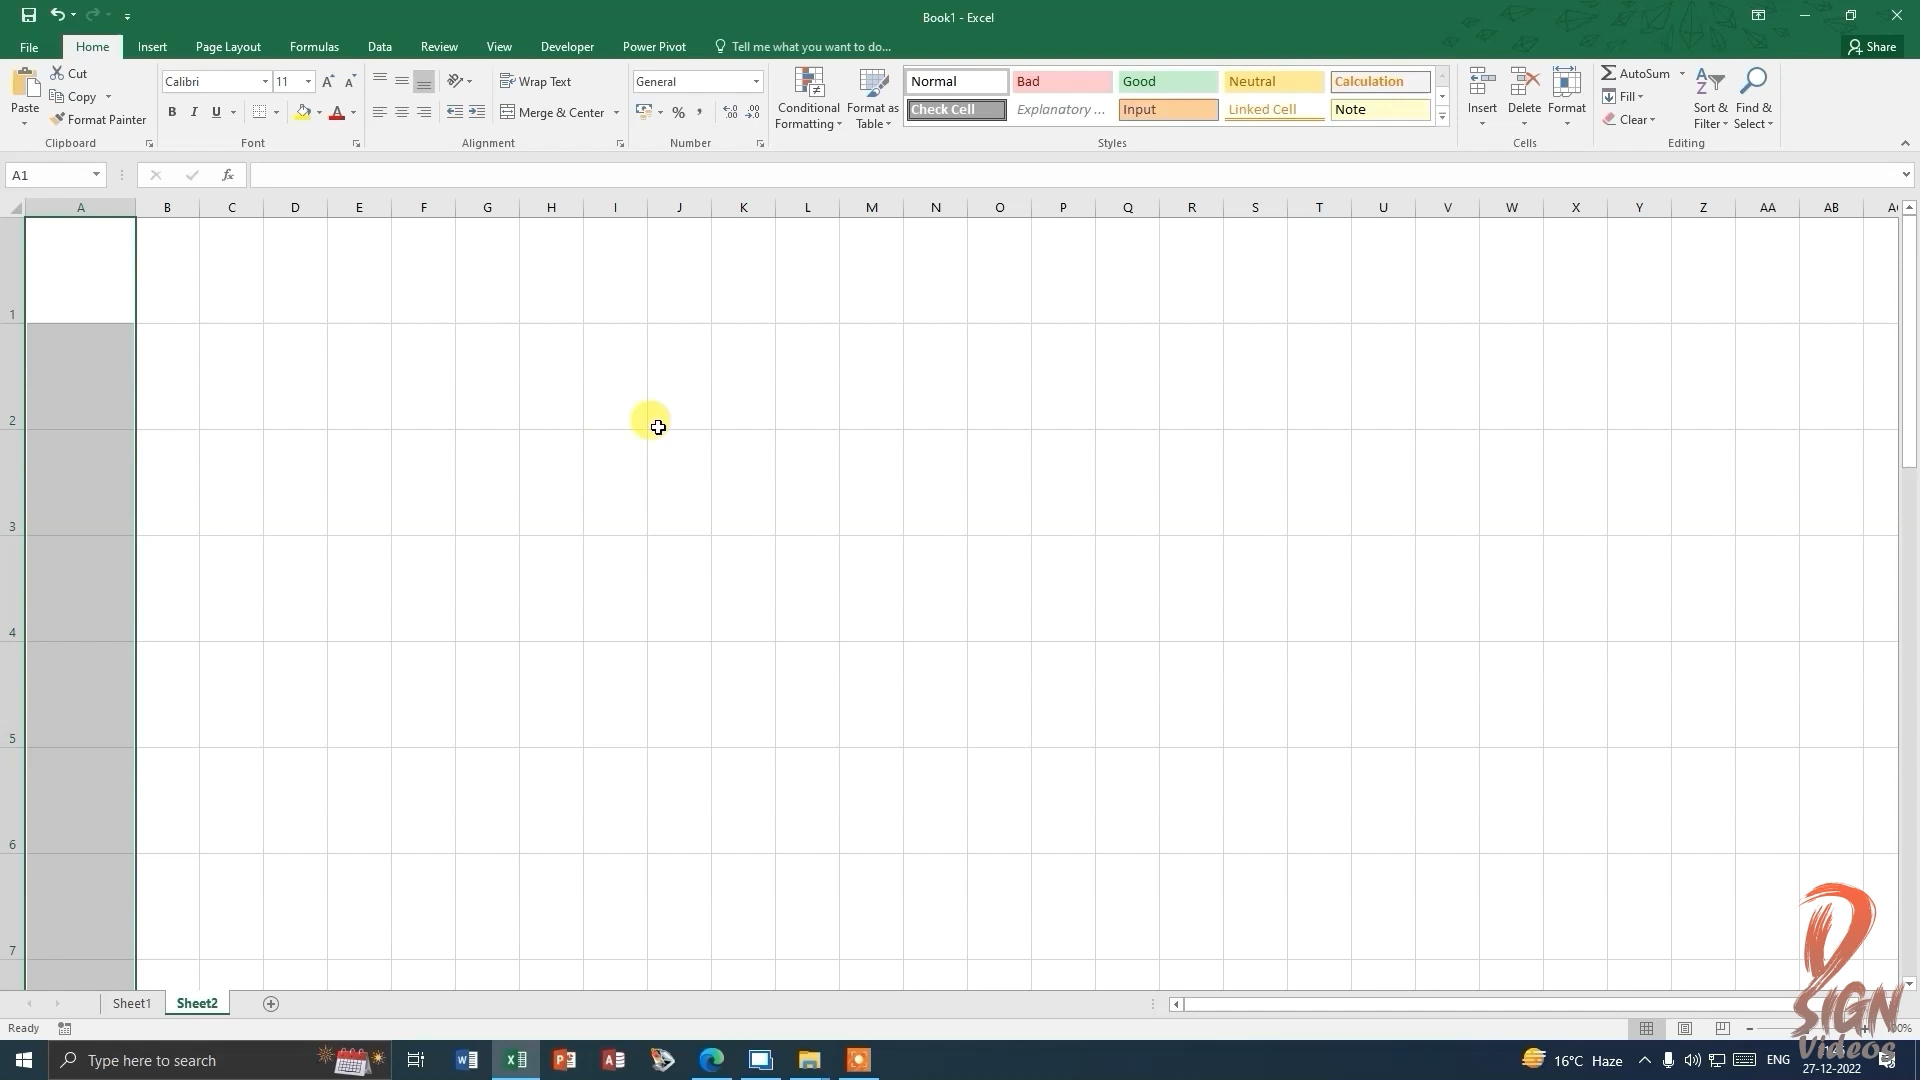 Book1 - Excel
File Home Insert Page Layout Formulas Data Review View Developer Power Pivot Tell me what you want to do... Share
Paste
Cut
Copy
Format Painter
Clipboard
Calibri 11
B I U
Font
Wrap Text
Merge & Center
Alignment
General
Number
Conditional Formatting
Format as Table
Normal Bad Good Neutral Calculation
Check Cell Explanatory ... Input Linked Cell Note
Styles
Insert Delete Format
Cells
AutoSum
Fill
Clear
Sort & Filter
Find & Select
Editing
A1 fx
A B C D E F G H I J K L M N O P Q R S T U V W X Y Z AA AB
1
2
3
4
5
6
7
Sheet1 Sheet2
Ready
Type here to search
16°C Haze ENG
27-12-2022
D SIGN Videos